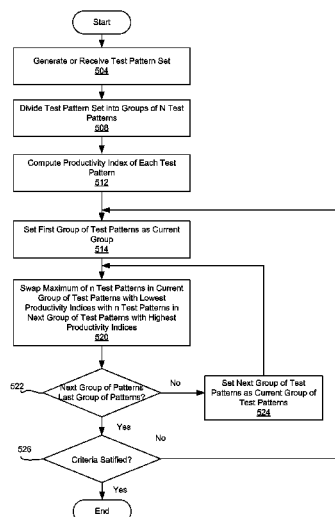 Start
Generate or Receive Test Pattern Set
504
Divide Test Pattern Set into Groups of N Test
Patterns
508
Compute Productivity Index of Each Test
Pattern
512
Set First Group of Test Patterns as Current
Group
514
Swap Maximum of n Test Patterns in Current
Group of Test Patterns with Lowest
Productivity Indices with n Test Patterns in
Next Group of Test Patterns with Highest
Productivity Indices
520
522
Next Group of Patterns
Last Group of Patterns?
No
Set Next Group of Test
Patterns as Current Group of
Test Patterns
524
Yes
526
Criteria Satified?
No
Yes
End